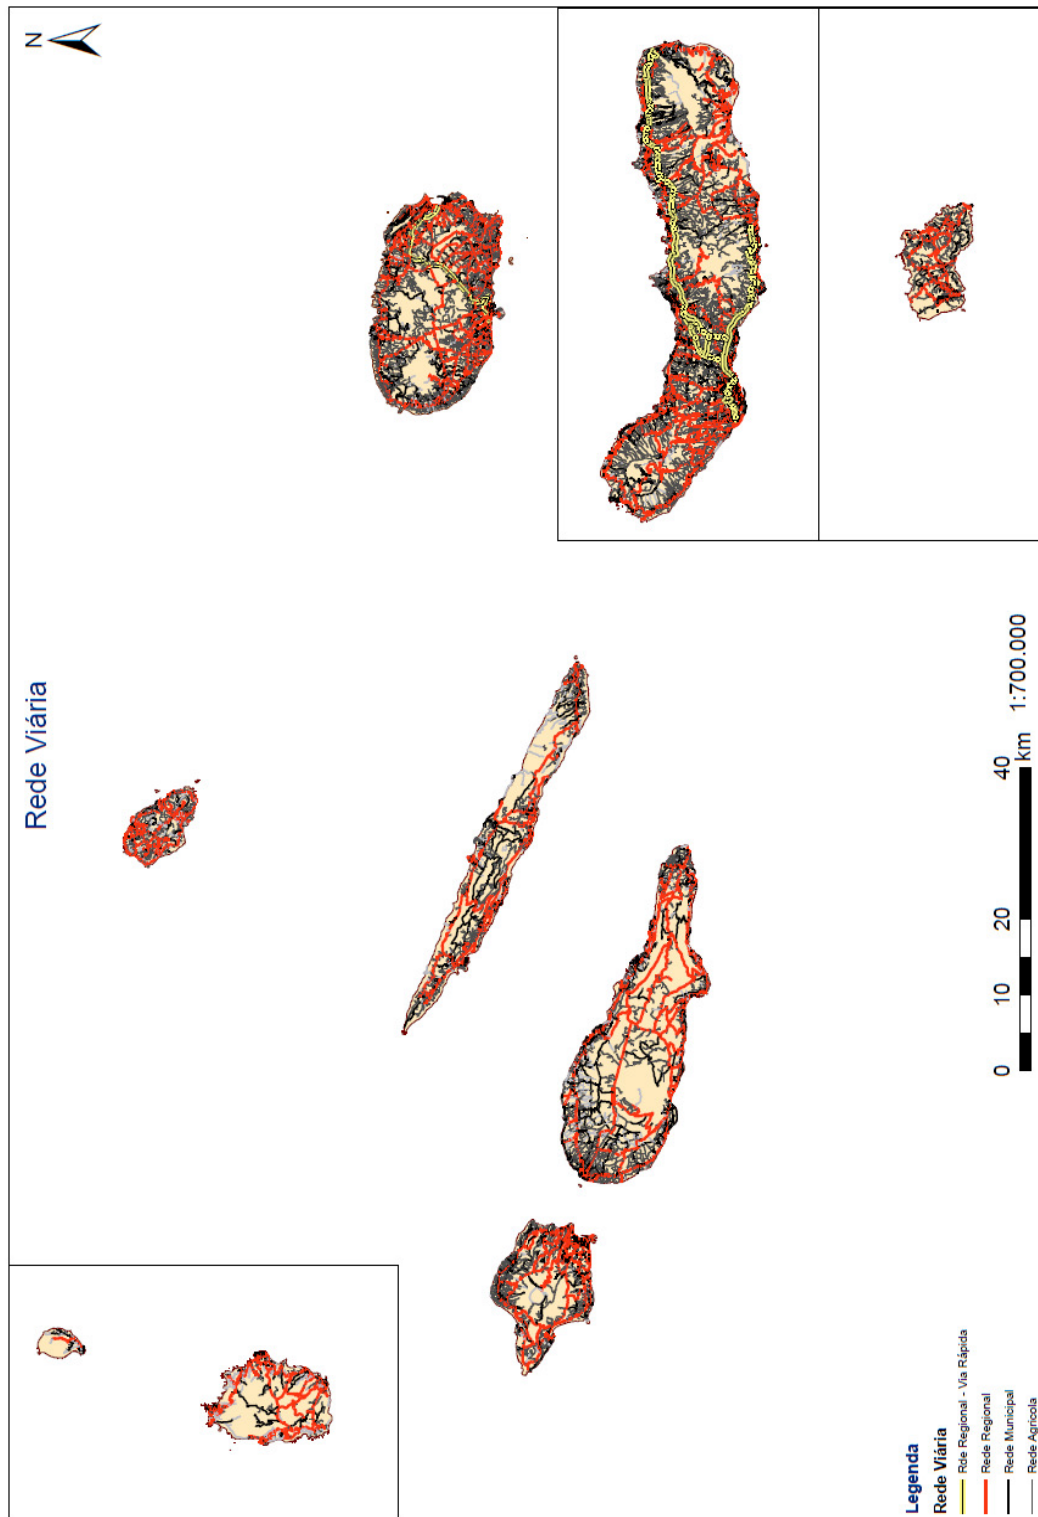 Rede Viária
N
0 10 20 40
km
1:700.000
Legenda
Rede Viária
Rde Regional - Via Rápida
Rede Regional
Rede Municipal
Rede Agrícola